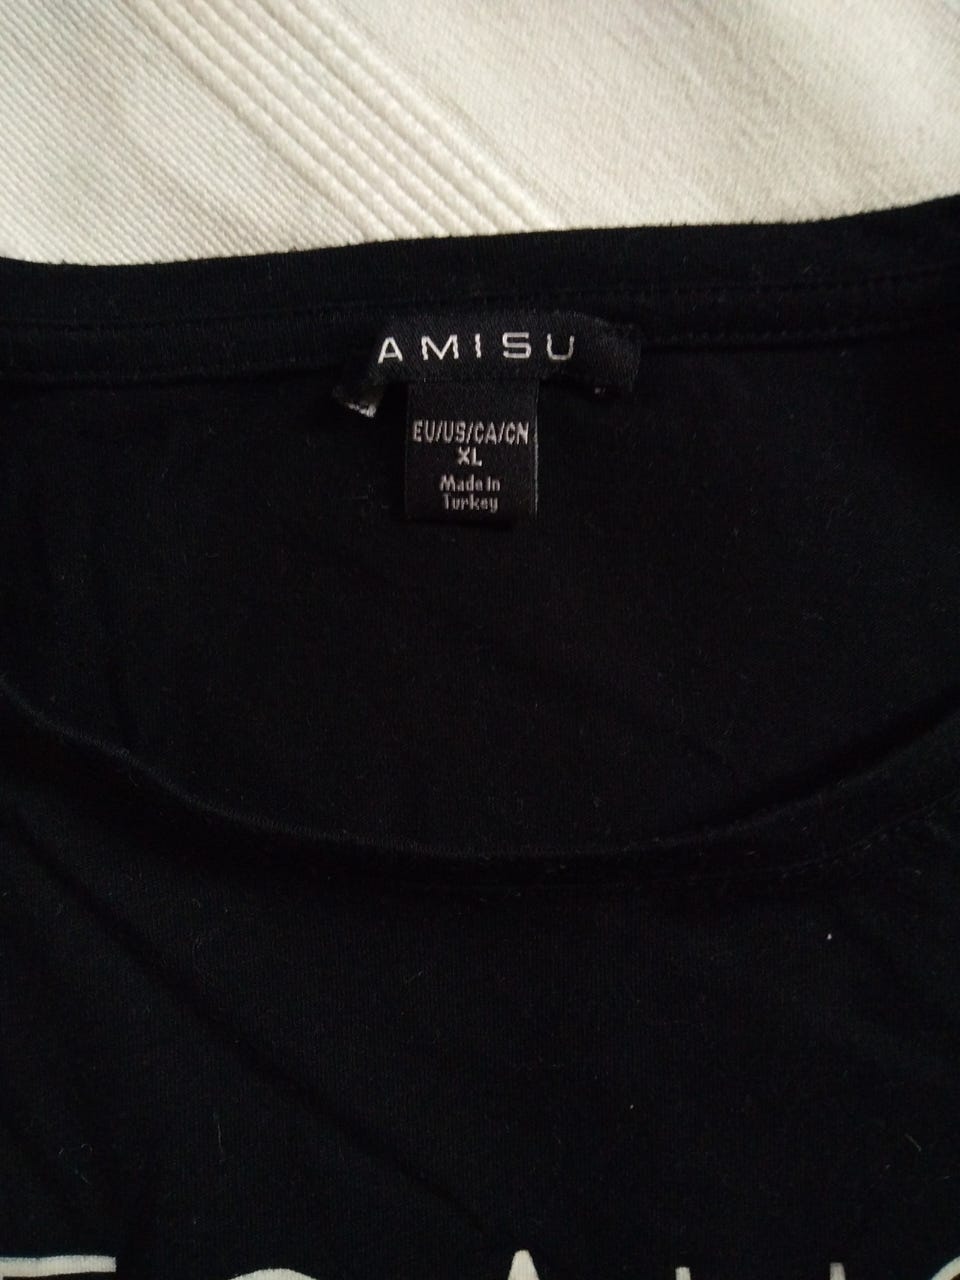 AMISU
EU/US/CA/CN
XL
Made in
Turkey